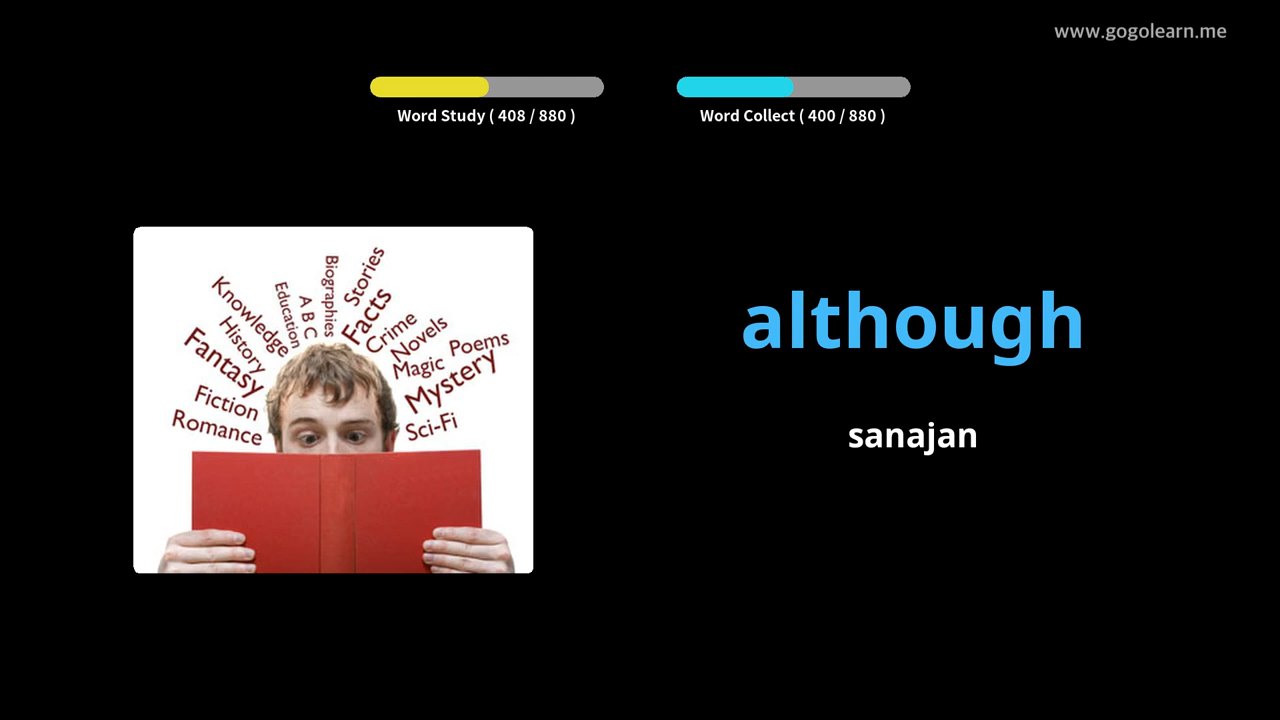 www.gogolearn.me
Word Study ( 408 / 880 )
Word Collect ( 400 / 880 )
Knowledge
History
Fantasy
Fiction
Romance
Education
A B C
Biographies
Stories
Facts
Crime
Novels
Magic
Poems
Mystery
Sci-Fi
although
sanajan